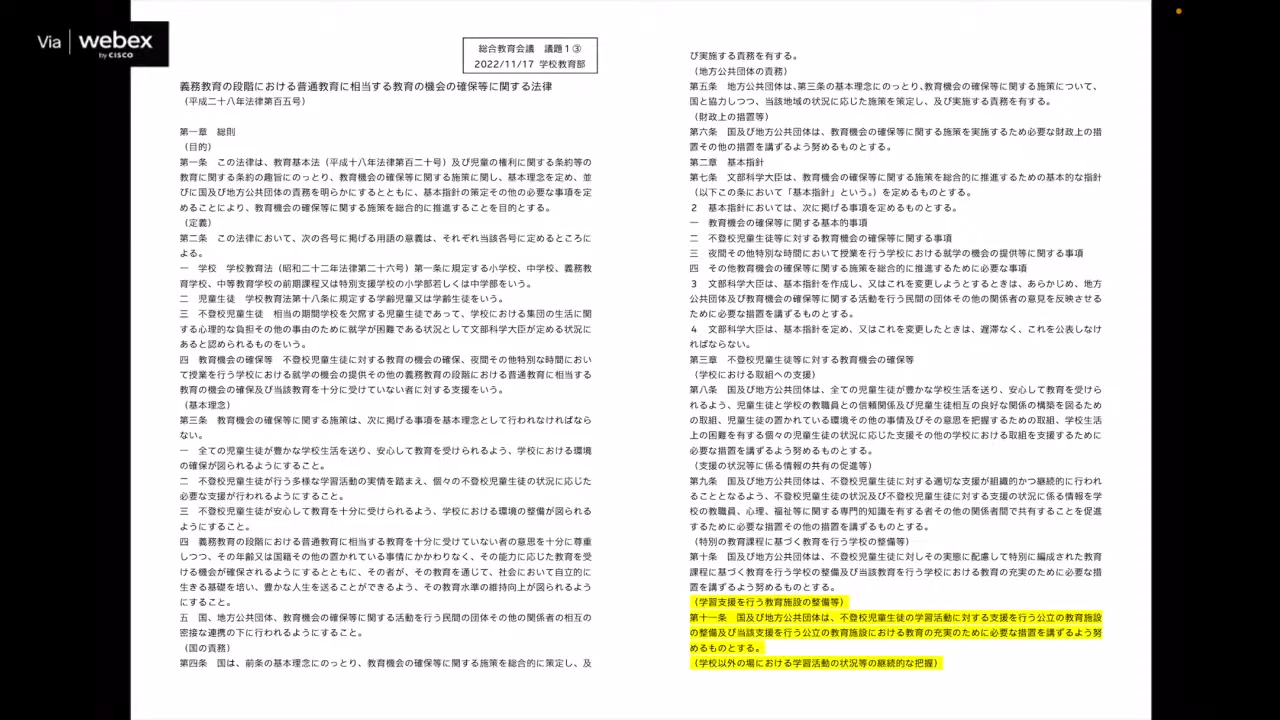 Via webex
by CISCO
総合教育会議 議題１③
2022/11/17 学校教育部
義務教育の段階における普通教育に相当する教育の機会の確保等に関する法律
（平成二十八年法律第百五号）
第一章 総則
（目的）
第一条 この法律は、教育基本法（平成十八年法律第百二十号）及び児童の権利に関する条約等の
教育に関する条約の趣旨にのっとり、教育機会の確保等に関する施策に関し、基本理念を定め、並
びに国及び地方公共団体の責務を明らかにするとともに、基本指針の策定その他の必要な事項を定
めることにより、教育機会の確保等に関する施策を総合的に推進することを目的とする。
（定義）
第二条 この法律において、次の各号に掲げる用語の意義は、それぞれ当該各号に定めるところに
よる。
一 学校 学校教育法（昭和二十二年法律第二十六号）第一条に規定する小学校、中学校、義務教
育学校、中等教育学校の前期課程又は特別支援学校の小学部若しくは中学部をいう。
二 児童生徒 学校教育法第十八条に規定する学齢児童又は学齢生徒をいう。
三 不登校児童生徒 相当の期間学校を欠席する児童生徒であって、学校における集団の生活に関
する心理的な負担その他の事由のために就学が困難である状況として文部科学大臣が定める状況に
あると認められるものをいう。
四 教育機会の確保等 不登校児童生徒に対する教育の機会の確保、夜間その他特別な時間におい
て授業を行う学校における就学の機会の提供その他の義務教育の段階における普通教育に相当する
教育の機会の確保及び当該教育を十分に受けていない者に対する支援をいう。
（基本理念）
第三条 教育機会の確保等に関する施策は、次に掲げる事項を基本理念として行われなければなら
ない。
一 全ての児童生徒が豊かな学校生活を送り、安心して教育を受けられるよう、学校における環境
の確保が図られるようにすること。
二 不登校児童生徒が行う多様な学習活動の実情を踏まえ、個々の不登校児童生徒の状況に応じた
必要な支援が行われるようにすること。
三 不登校児童生徒が安心して教育を十分に受けられるよう、学校における環境の整備が図られる
ようにすること。
四 義務教育の段階における普通教育に相当する教育を十分に受けていない者の意思を十分に尊重
しつつ、その年齢又は国籍その他の置かれている事情にかかわりなく、その能力に応じた教育を受
ける機会が確保されるようにするとともに、その者が、その教育を通じて、社会において自立的に
生きる基礎を培い、豊かな人生を送ることができるよう、その教育水準の維持向上が図られるよう
にすること。
五 国、地方公共団体、教育機会の確保等に関する活動を行う民間の団体その他の関係者の相互の
密接な連携の下に行われるようにすること。
（国の責務）
第四条 国は、前条の基本理念にのっとり、教育機会の確保等に関する施策を総合的に策定し、及
び実施する責務を有する。
（地方公共団体の責務）
第五条 地方公共団体は、第三条の基本理念にのっとり、教育機会の確保等に関する施策について、
国と協力しつつ、当該地域の状況に応じた施策を策定し、及び実施する責務を有する。
（財政上の措置等）
第六条 国及び地方公共団体は、教育機会の確保等に関する施策を実施するため必要な財政上の措
置その他の措置を講ずるよう努めるものとする。
第二章 基本指針
第七条 文部科学大臣は、教育機会の確保等に関する施策を総合的に推進するための基本的な指針
（以下この条において「基本指針」という。）を定めるものとする。
２ 基本指針においては、次に掲げる事項を定めるものとする。
一 教育機会の確保等に関する基本的事項
二 不登校児童生徒等に対する教育機会の確保等に関する事項
三 夜間その他特別な時間において授業を行う学校における就学の機会の提供等に関する事項
四 その他教育機会の確保等に関する施策を総合的に推進するために必要な事項
３ 文部科学大臣は、基本指針を作成し、又はこれを変更しようとするときは、あらかじめ、地方
公共団体及び教育機会の確保等に関する活動を行う民間の団体その他の関係者の意見を反映させる
ために必要な措置を講ずるものとする。
４ 文部科学大臣は、基本指針を定め、又はこれを変更したときは、遅滞なく、これを公表しなけ
ればならない。
第三章 不登校児童生徒等に対する教育機会の確保等
（学校における取組への支援）
第八条 国及び地方公共団体は、全ての児童生徒が豊かな学校生活を送り、安心して教育を受けら
れるよう、児童生徒と学校の教職員との信頼関係及び児童生徒相互の良好な関係の構築を図るため
の取組、児童生徒の置かれている環境その他の事情及びその意思を把握するための取組、学校生活
上の困難を有する個々の児童生徒の状況に応じた支援その他の学校における取組を支援するために
必要な措置を講ずるよう努めるものとする。
（支援の状況等に係る情報の共有の促進等）
第九条 国及び地方公共団体は、不登校児童生徒に対する適切な支援が組織的かつ継続的に行われ
ることとなるよう、不登校児童生徒の状況及び不登校児童生徒に対する支援の状況に係る情報を学
校の教職員、心理、福祉等に関する専門的知識を有する者その他の関係者間で共有することを促進
するために必要な措置その他の措置を講ずるものとする。
（特別の教育課程に基づく教育を行う学校の整備等）
第十条 国及び地方公共団体は、不登校児童生徒に対しその実態に配慮して特別に編成された教育
課程に基づく教育を行う学校の整備及び当該教育を行う学校における教育の充実のために必要な措
置を講ずるよう努めるものとする。
（学習支援を行う教育施設の整備等）
第十一条 国及び地方公共団体は、不登校児童生徒の学習活動に対する支援を行う公立の教育施設
の整備及び当該支援を行う公立の教育施設における教育の充実のために必要な措置を講ずるよう努
めるものとする。
（学校以外の場における学習活動の状況等の継続的な把握）